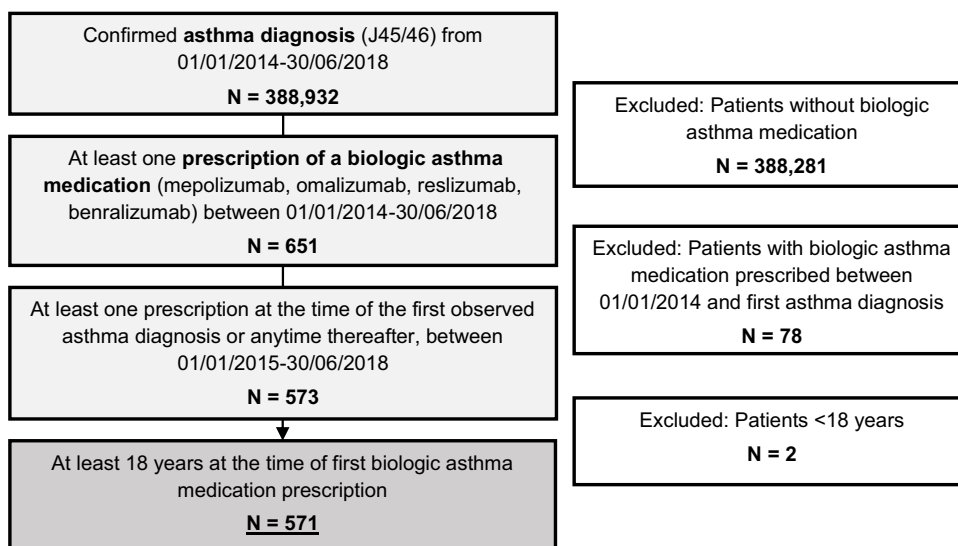 Confirmed asthma diagnosis (J45/46) from
01/01/2014-30/06/2018
N = 388,932
Excluded: Patients without biologic
asthma medication
N = 388,281
At least one prescription of a biologic asthma
medication (mepolizumab, omalizumab, reslizumab,
benralizumab) between 01/01/2014-30/06/2018
N = 651
Excluded: Patients with biologic asthma
medication prescribed between
01/01/2014 and first asthma diagnosis
N = 78
At least one prescription at the time of the first observed
asthma diagnosis or anytime thereafter, between
01/01/2015-30/06/2018
N = 573
Excluded: Patients <18 years
N = 2
At least 18 years at the time of first biologic asthma
medication prescription
N = 571